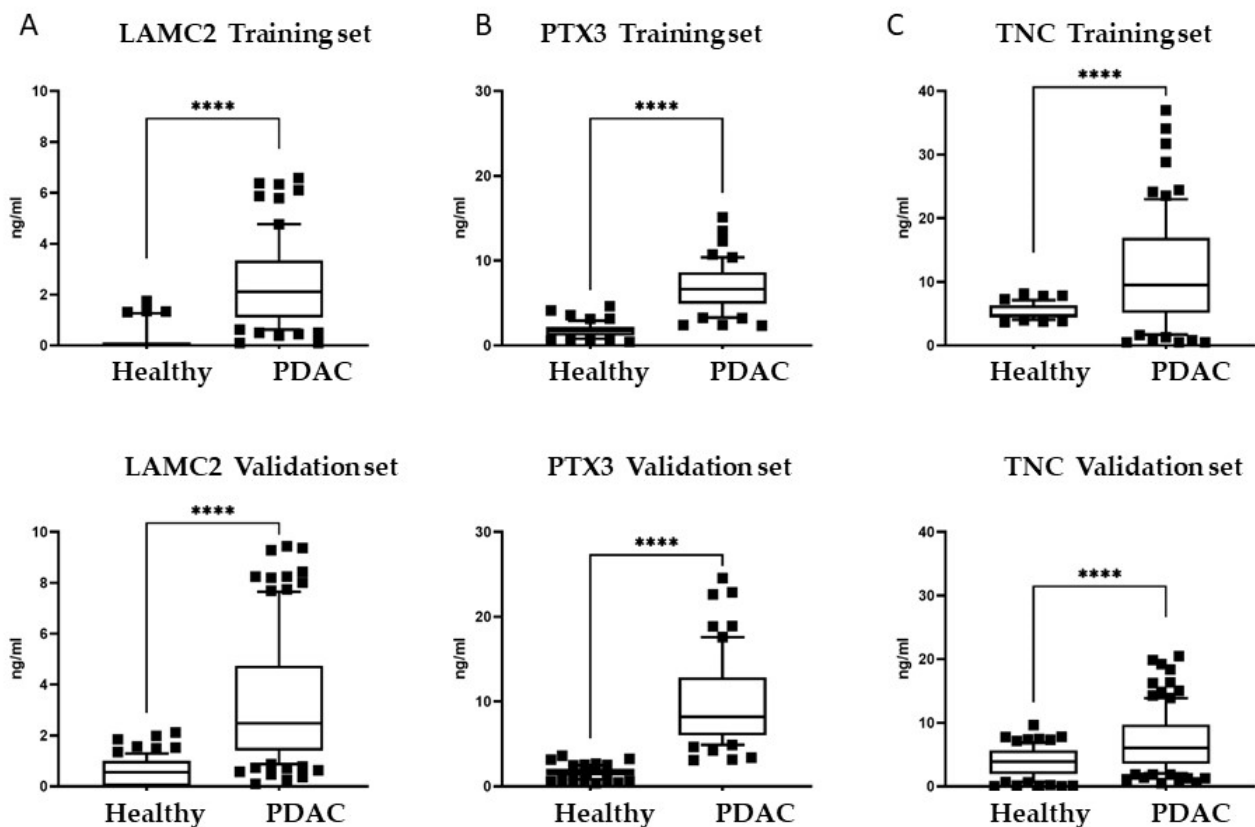 A B C
LAMC2 Training set PTX3 Training set TNC Training set
10 30 40
**** **** ****
8
30
6 20
ng/ml ng/ml ng/ml
20
4
10
2 10
0 0 0
Healthy PDAC Healthy PDAC Healthy PDAC
LAMC2 Validation set PTX3 Validation set TNC Validation set
**** **** ****
10 30 40
8
30
6 20
ng/ml ng/ml ng/ml
20
4
10
2 10
0 0 0
Healthy PDAC Healthy PDAC Healthy PDAC